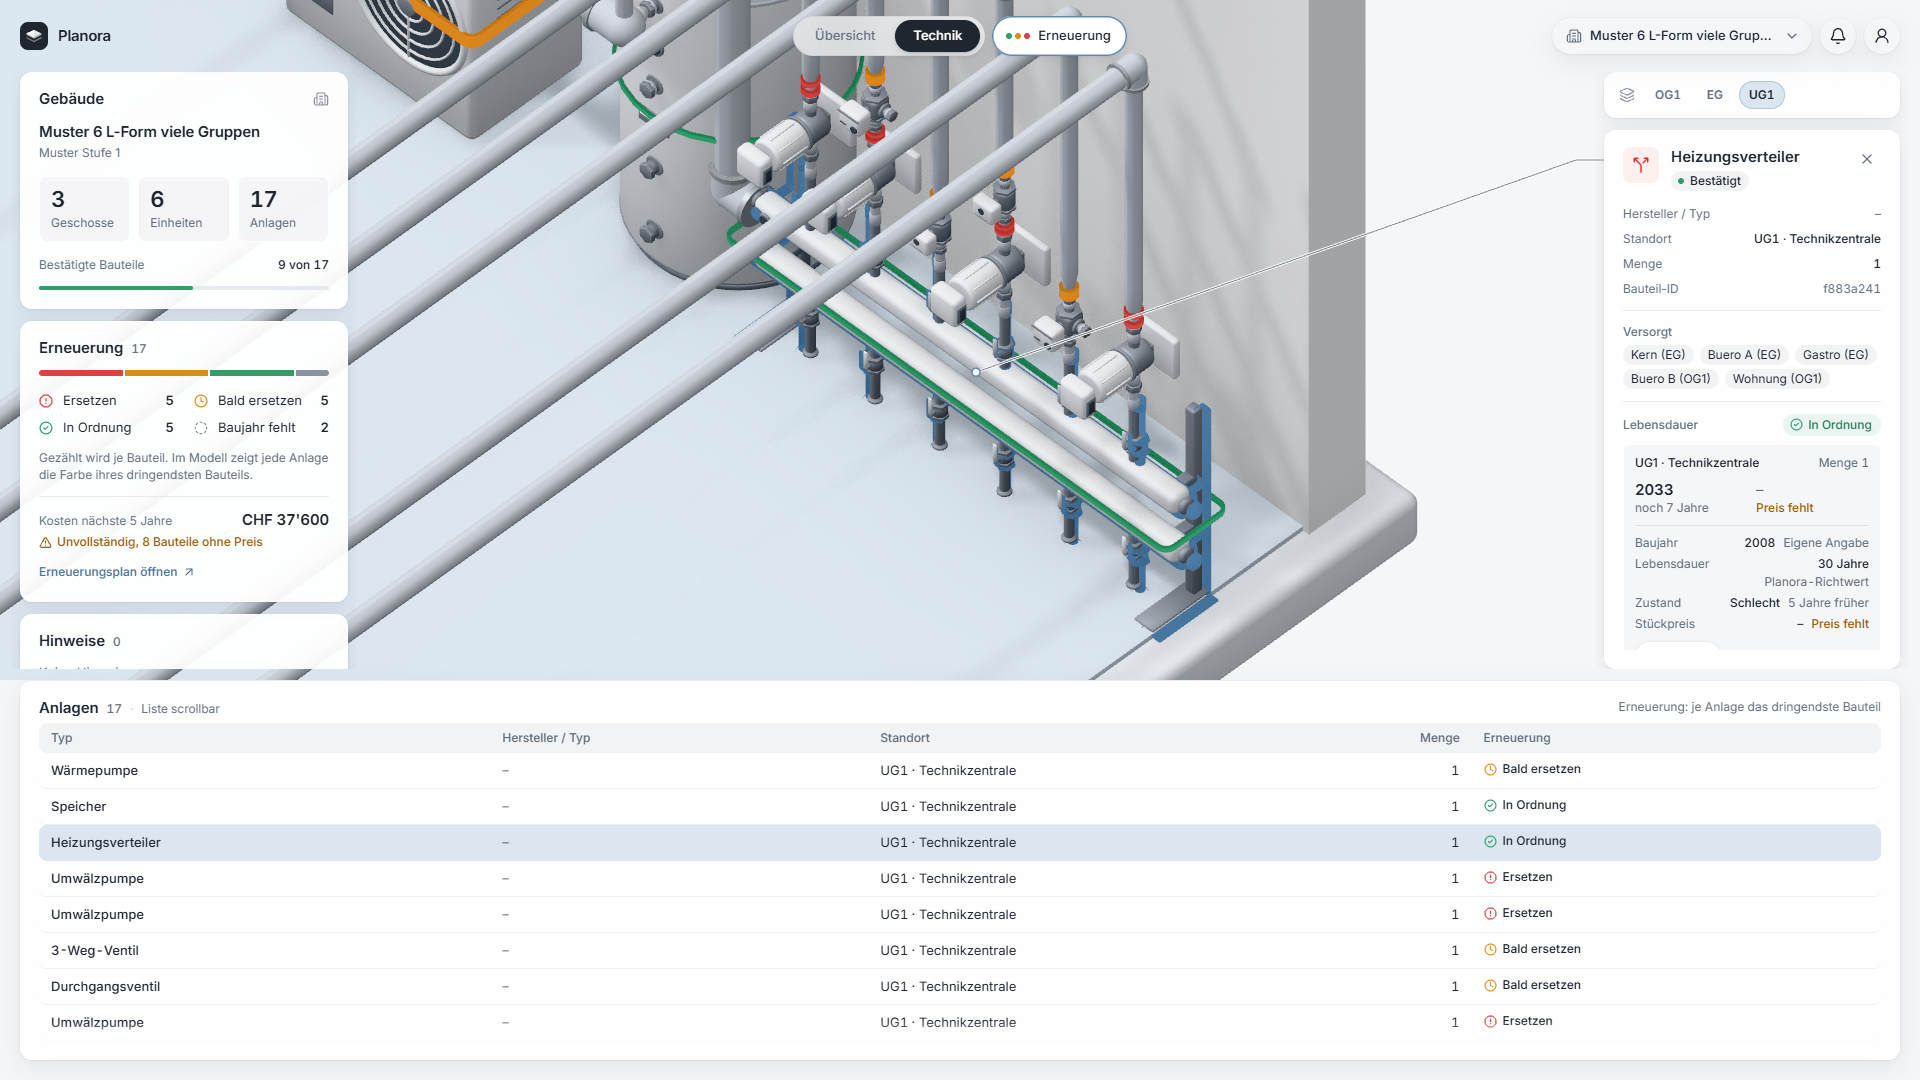 Planora
Übersicht
Technik
Erneuerung
Muster 6 L-Form viele Grup...
Gebäude
Muster 6 L-Form viele Gruppen
Muster Stufe 1
3 6 17
Geschosse Einheiten Anlagen
Bestätigte Bauteile 9 von 17
Erneuerung 17
Ersetzen 5 Bald ersetzen 5
In Ordnung 5 Baujahr fehlt 2
Gezählt wird je Bauteil. Im Modell zeigt jede Anlage
die Farbe ihres dringendsten Bauteils.
Kosten nächste 5 Jahre CHF 37'600
Unvollständig, 8 Bauteile ohne Preis
Erneuerungsplan öffnen
Hinweise 0
OG1 EG UG1
Heizungsverteiler
Bestätigt
Hersteller / Typ –
Standort UG1 · Technikzentrale
Menge 1
Bauteil-ID f883a241
Versorgt
Kern (EG) Buero A (EG) Gastro (EG)
Buero B (OG1) Wohnung (OG1)
Lebensdauer In Ordnung
UG1 · Technikzentrale Menge 1
2033 –
noch 7 Jahre Preis fehlt
Baujahr 2008 Eigene Angabe
Lebensdauer 30 Jahre
Planora-Richtwert
Zustand Schlecht 5 Jahre früher
Stückpreis – Preis fehlt
Anlagen 17 · Liste scrollbar Erneuerung: je Anlage das dringendste Bauteil
Typ Hersteller / Typ Standort Menge Erneuerung
Wärmepumpe – UG1 · Technikzentrale 1 Bald ersetzen
Speicher – UG1 · Technikzentrale 1 In Ordnung
Heizungsverteiler – UG1 · Technikzentrale 1 In Ordnung
Umwälzpumpe – UG1 · Technikzentrale 1 Ersetzen
Umwälzpumpe – UG1 · Technikzentrale 1 Ersetzen
3-Weg-Ventil – UG1 · Technikzentrale 1 Bald ersetzen
Durchgangsventil – UG1 · Technikzentrale 1 Bald ersetzen
Umwälzpumpe – UG1 · Technikzentrale 1 Ersetzen